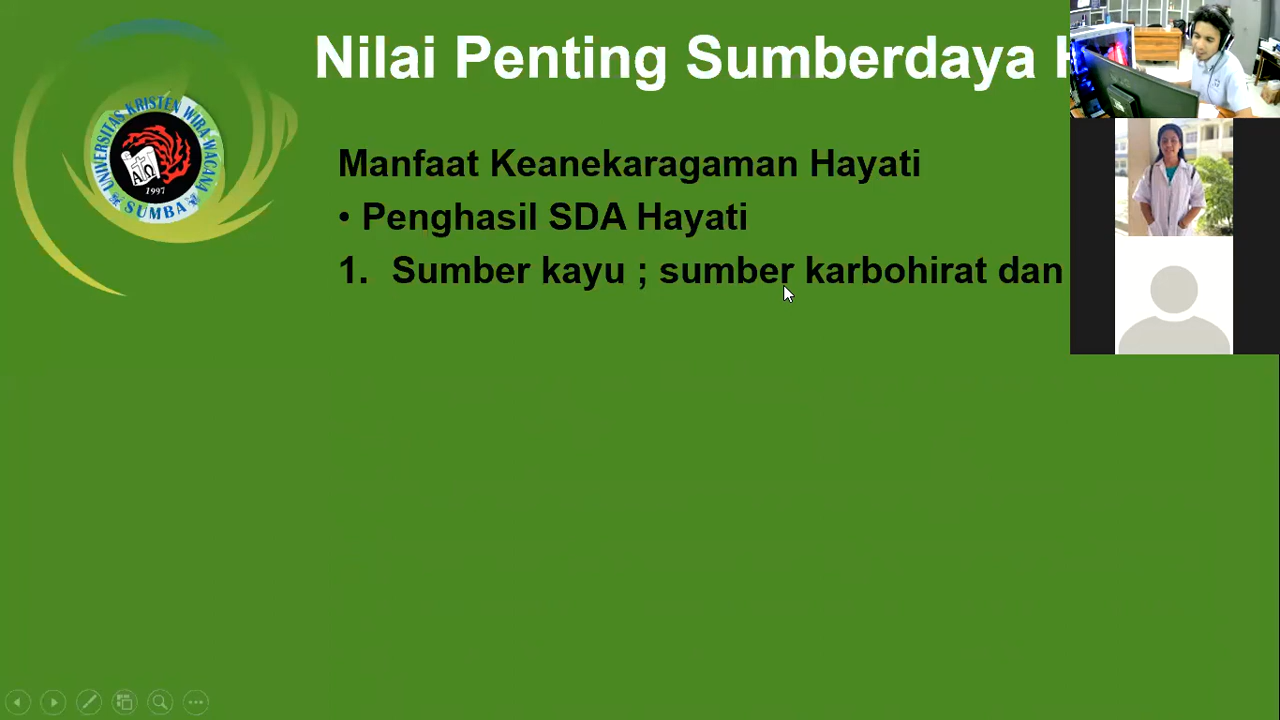 Nilai Penting Sumberdaya
UNIVERSITAS KRISTEN WIRA WACANA
ΑΩ
1997
SUMBA
Manfaat Keanekaragaman Hayati
• Penghasil SDA Hayati
1. Sumber kayu ; sumber karbohirat dan